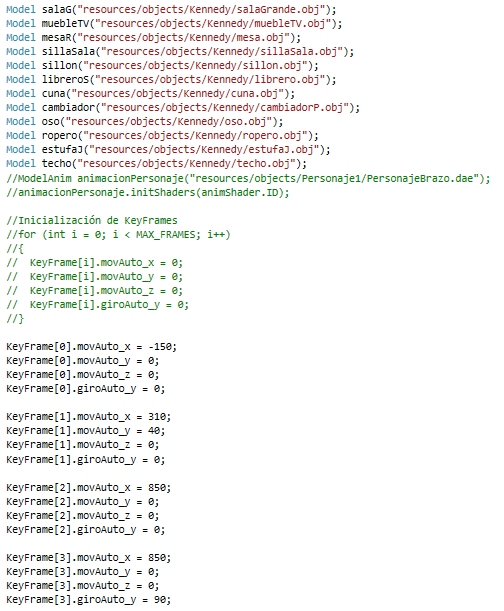 Model salaG("resources/objects/Kennedy/salaGrande.obj");
Model muebleTV("resources/objects/Kennedy/muebleTV.obj");
Model mesaR("resources/objects/Kennedy/mesa.obj");
Model sillaSala("resources/objects/Kennedy/sillaSala.obj");
Model sillon("resources/objects/Kennedy/sillon.obj");
Model libreroS("resources/objects/Kennedy/librero.obj");
Model cuna("resources/objects/Kennedy/cuna.obj");
Model cambiador("resources/objects/Kennedy/cambiadorP.obj");
Model oso("resources/objects/Kennedy/oso.obj");
Model ropero("resources/objects/Kennedy/ropero.obj");
Model estufaJ("resources/objects/Kennedy/estufaJ.obj");
Model techo("resources/objects/Kennedy/techo.obj");
//ModelAnim animacionPersonaje("resources/objects/Personaje1/PersonajeBrazo.dae");
//animacionPersonaje.initShaders(animShader.ID);

//Inicialización de KeyFrames
//for (int i = 0; i < MAX_FRAMES; i++)
//{
//  KeyFrame[i].movAuto_x = 0;
//  KeyFrame[i].movAuto_y = 0;
//  KeyFrame[i].movAuto_z = 0;
//  KeyFrame[i].giroAuto_y = 0;
//}

KeyFrame[0].movAuto_x = -150;
KeyFrame[0].movAuto_y = 0;
KeyFrame[0].movAuto_z = 0;
KeyFrame[0].giroAuto_y = 0;

KeyFrame[1].movAuto_x = 310;
KeyFrame[1].movAuto_y = 40;
KeyFrame[1].movAuto_z = 0;
KeyFrame[1].giroAuto_y = 0;

KeyFrame[2].movAuto_x = 850;
KeyFrame[2].movAuto_y = 0;
KeyFrame[2].movAuto_z = 0;
KeyFrame[2].giroAuto_y = 0;

KeyFrame[3].movAuto_x = 850;
KeyFrame[3].movAuto_y = 0;
KeyFrame[3].movAuto_z = 0;
KeyFrame[3].giroAuto_y = 90;